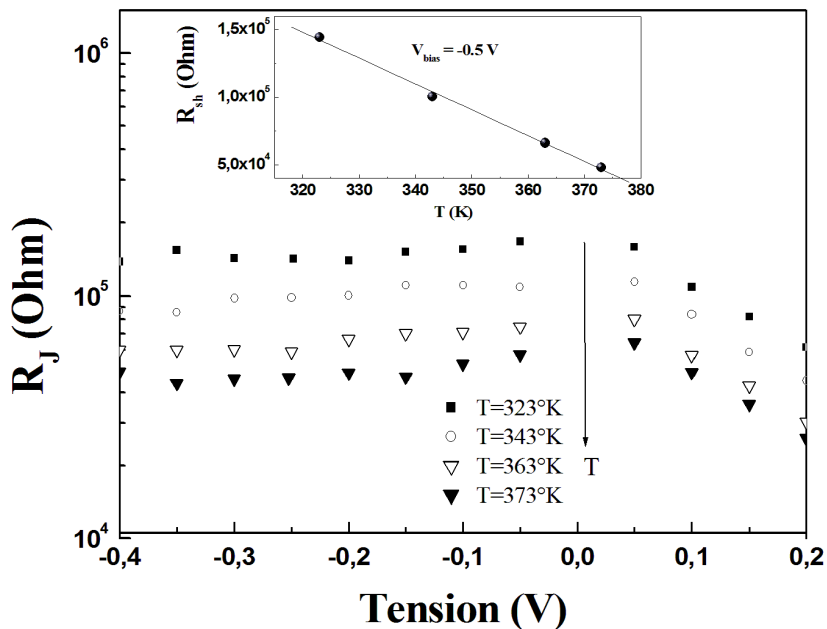 10⁶
10⁵
10⁴
R_J (Ohm)
-0,4 -0,3 -0,2 -0,1 0,0 0,1 0,2
Tension (V)
1,5x10⁵
1,0x10⁵
5,0x10⁴
R_sh (Ohm)
V_bias = -0.5 V
320 330 340 350 360 370 380
T (K)
T=323°K
T=343°K
T=363°K
T=373°K
T